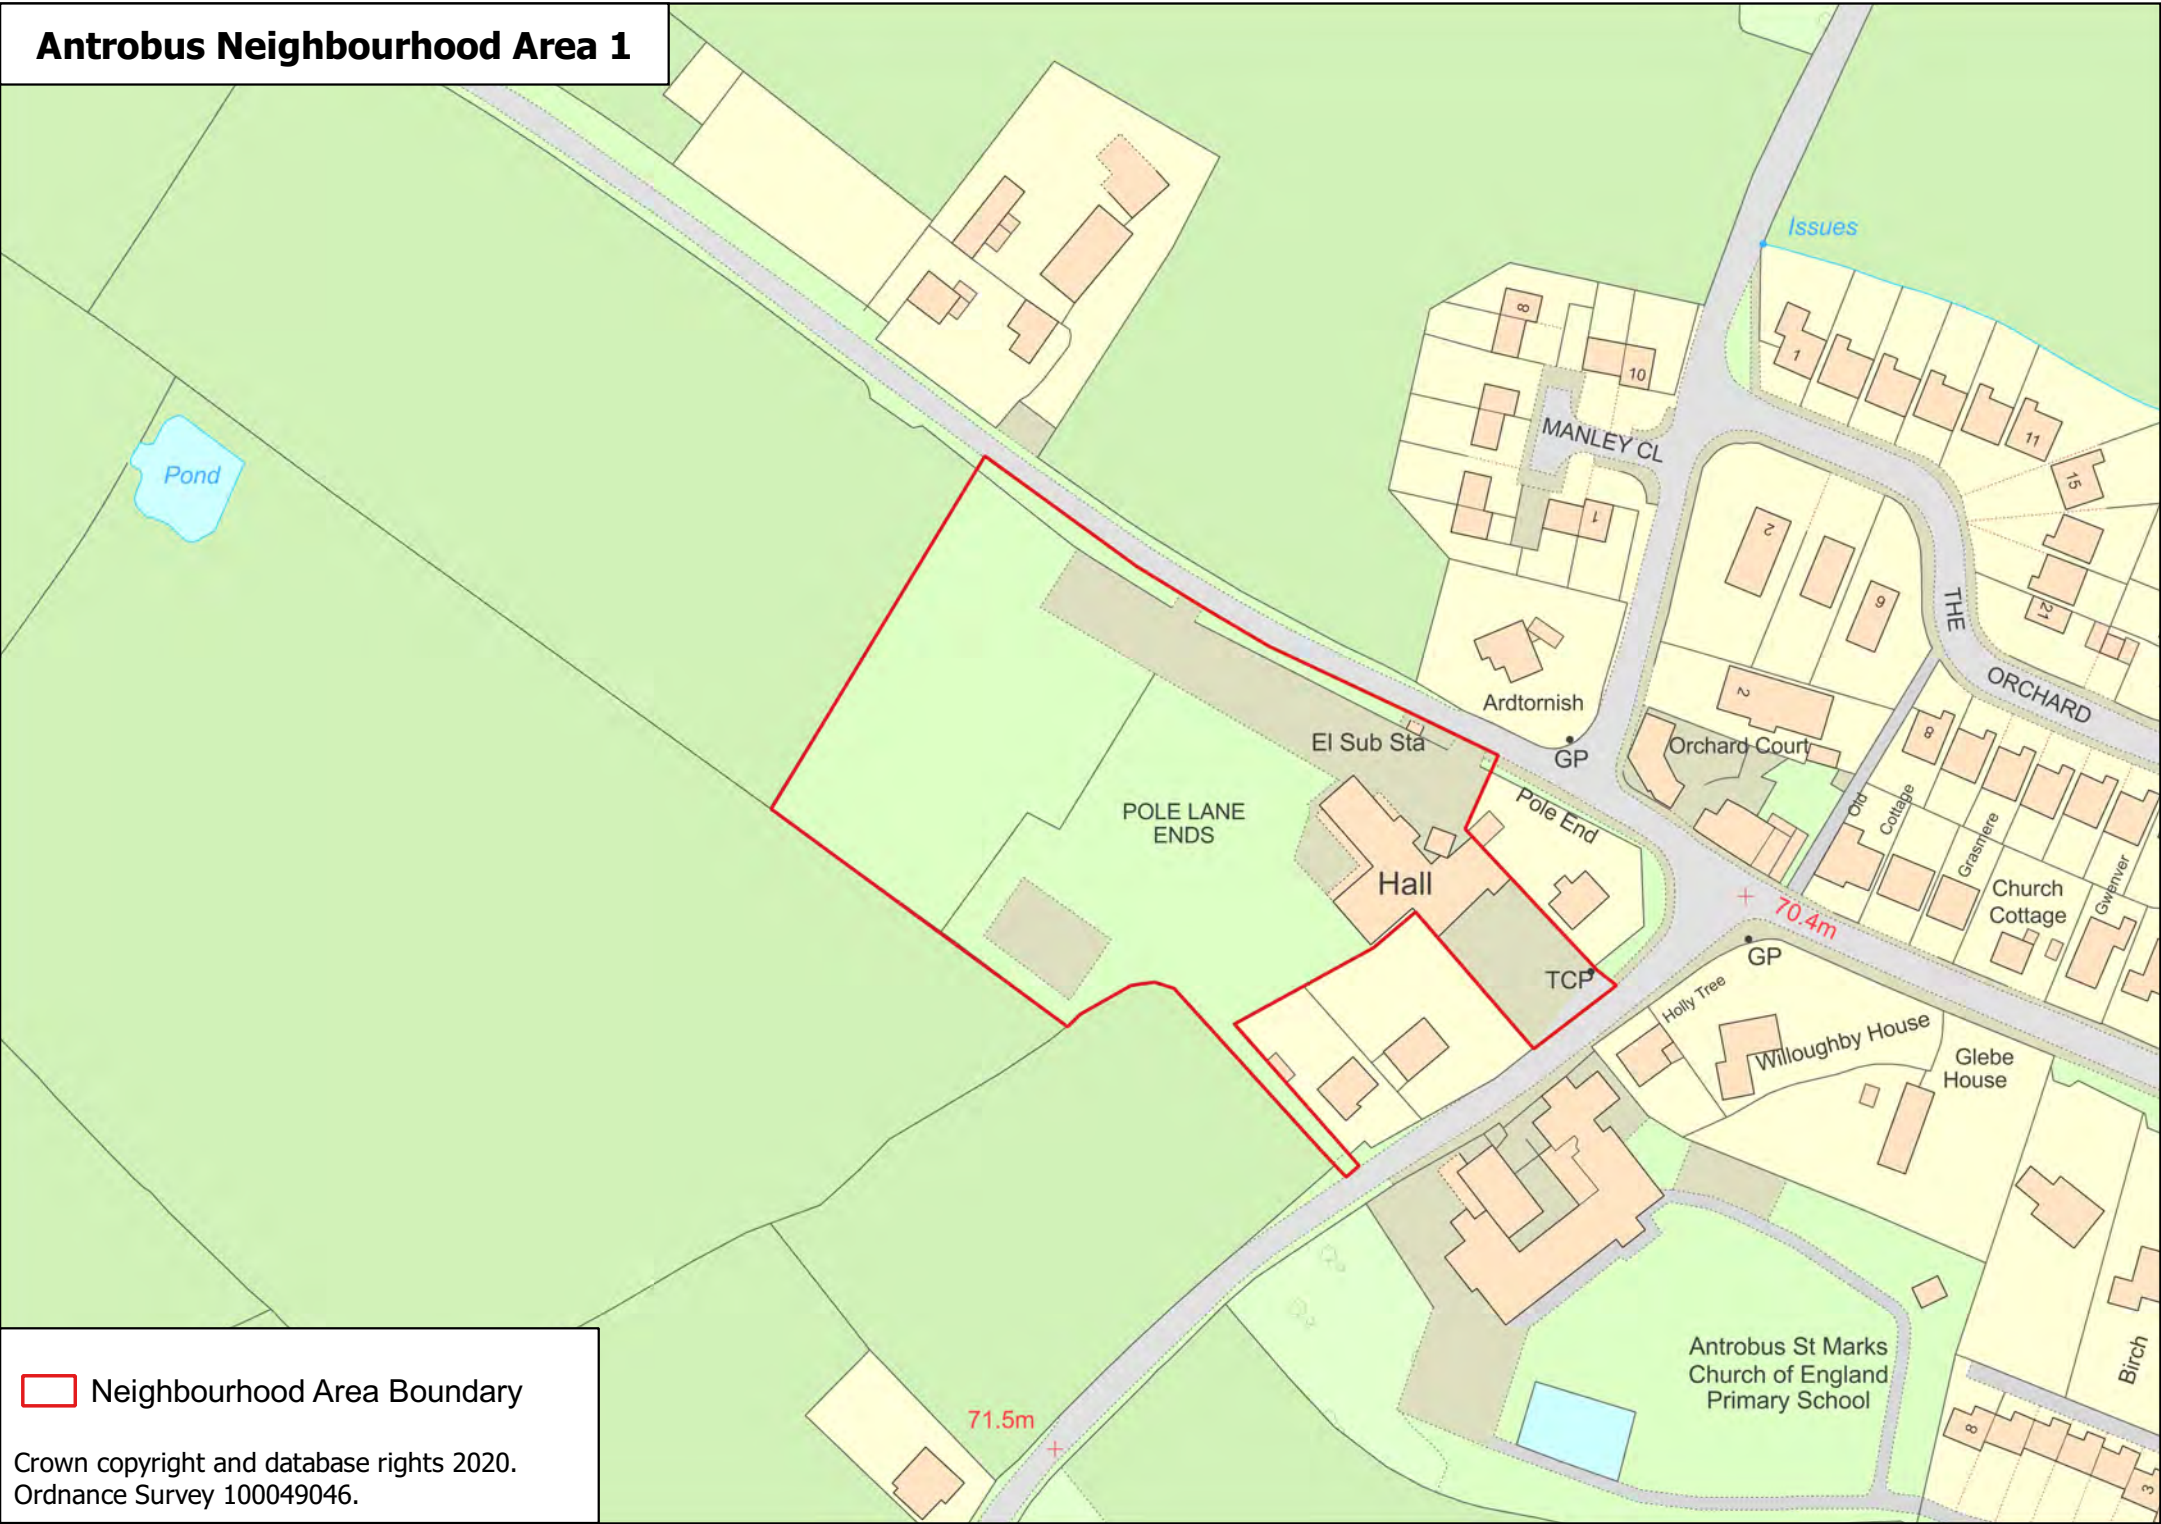 Antrobus Neighbourhood Area 1
Issues
8
10
1
11
MANLEY CL
Pond
15
1
2
6
THE
21
ORCHARD
2
Ardtornish
El Sub Sta
GP
Orchard Court
8
Pole End
Old
Cottage
POLE LANE
ENDS
Hall
Grasmere
Church
Cottage
Gwenver
70.4m
GP
TCP
Holly Tree
Willoughby House
Glebe
House
Antrobus St Marks
Church of England
Primary School
Birch
8
3
71.5m
Neighbourhood Area Boundary
Crown copyright and database rights 2020.
Ordnance Survey 100049046.